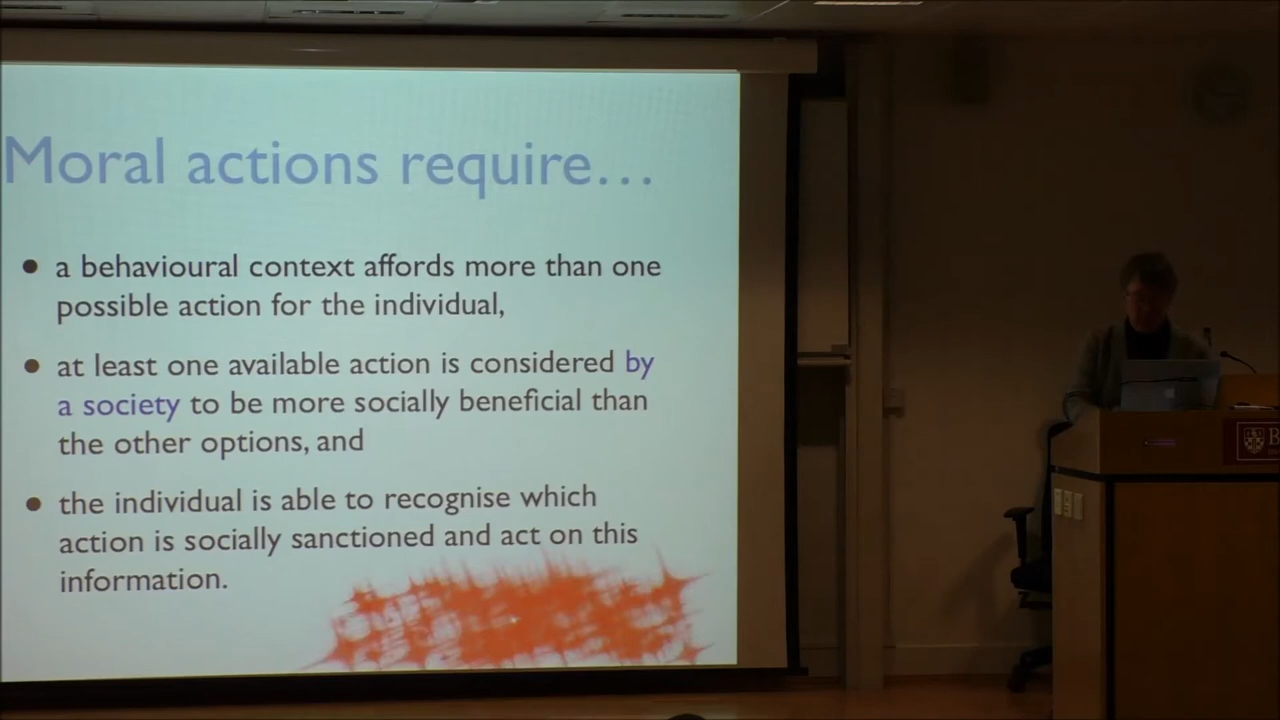 Moral actions require...
• a behavioural context affords more than one
possible action for the individual,
• at least one available action is considered by
a society to be more socially beneficial than
the other options, and
• the individual is able to recognise which
action is socially sanctioned and act on this
information.